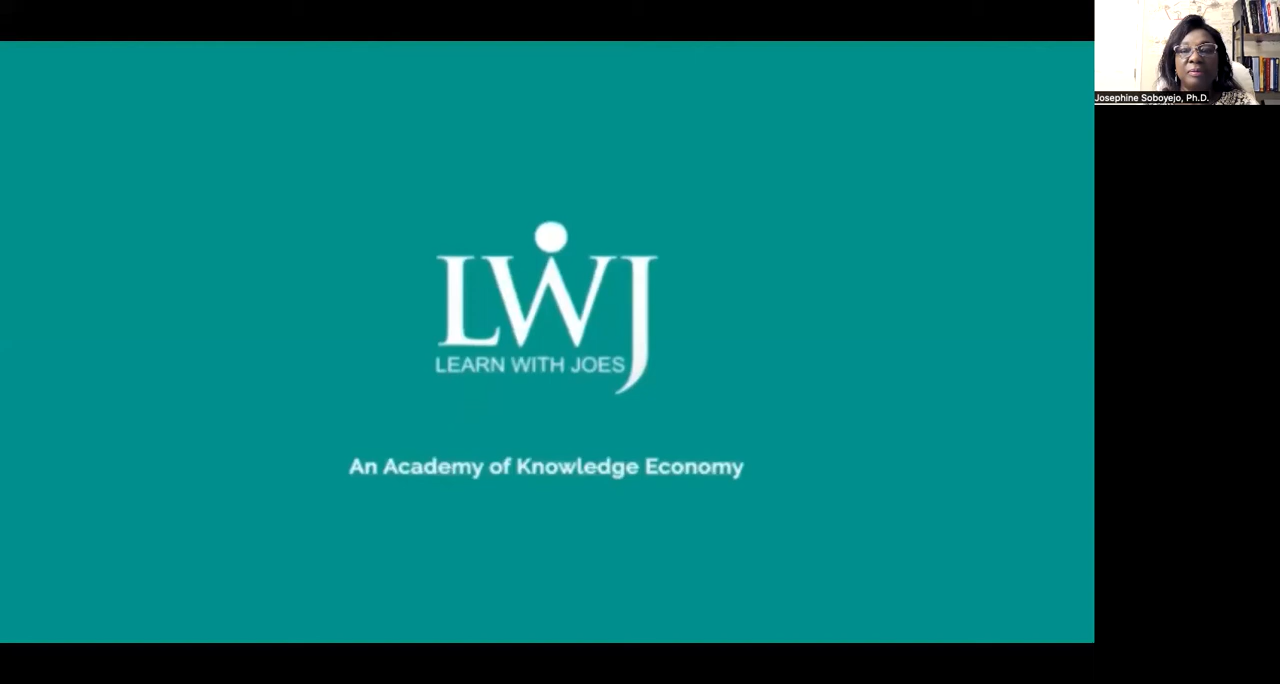 Josephine Soboyejo, Ph.D.
LWJ
LEARN WITH JOES
An Academy of Knowledge Economy